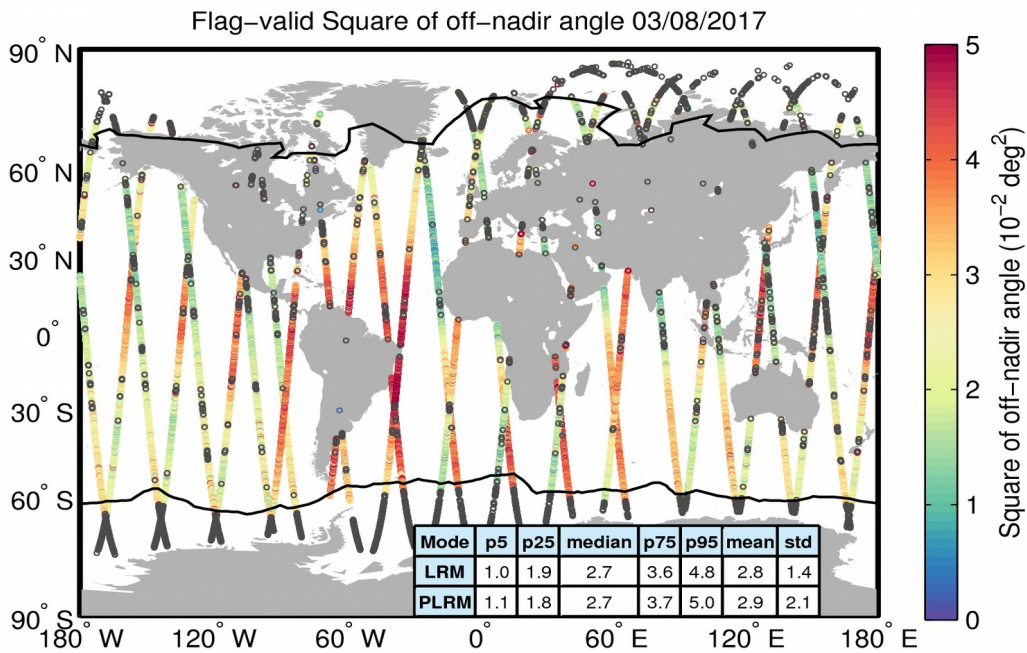 Flag−valid Square of off−nadir angle 03/08/2017
90° N
60° N
30° N
0°
30° S
60° S
90° S
180° W
120° W
60° W
0°
60° E
120° E
180° E
Mode p5 p25 median p75 p95 mean std
LRM 1.0 1.9 2.7 3.6 4.8 2.8 1.4
PLRM 1.1 1.8 2.7 3.7 5.0 2.9 2.1
5
4
3
2
1
0
Square of off−nadir angle (10⁻² deg²)